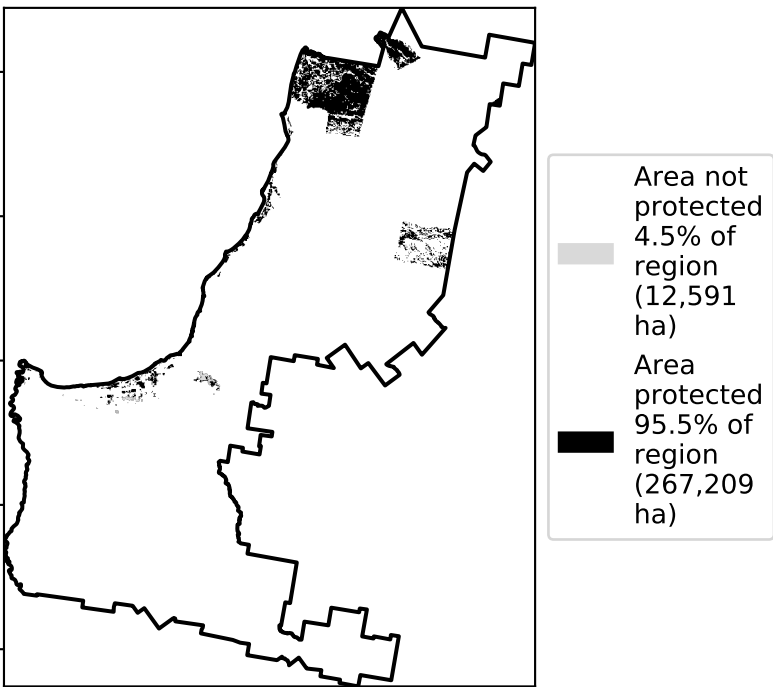 Area not
protected
4.5% of
region
(12,591
ha)
Area
protected
95.5% of
region
(267,209
ha)